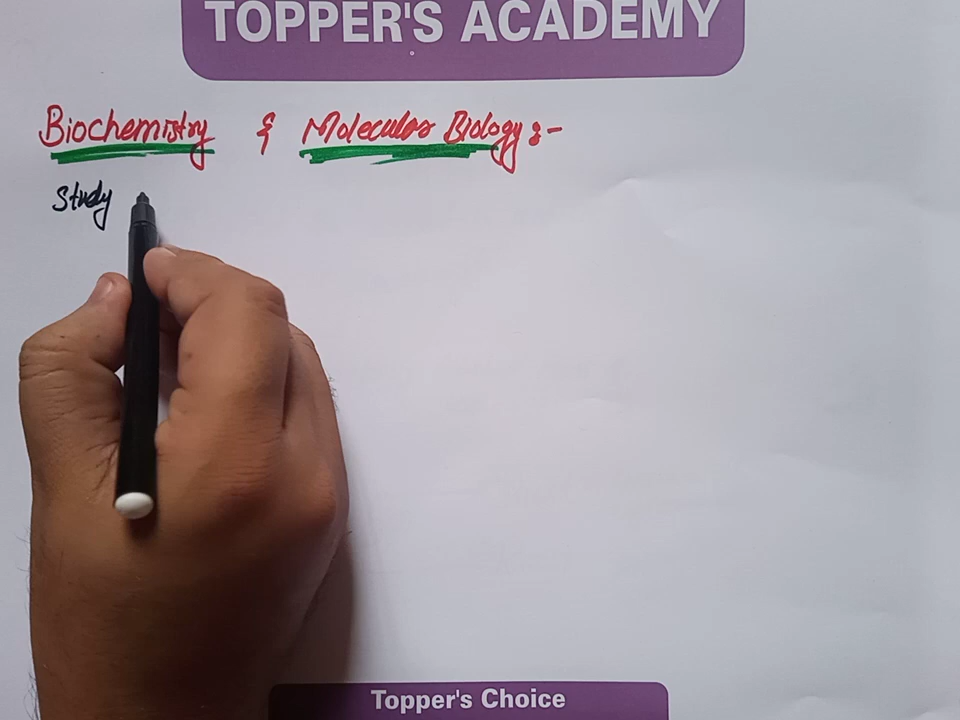 TOPPER'S ACADEMY
Biochemistry & Molecular Biology :-
Study
Topper's Choice